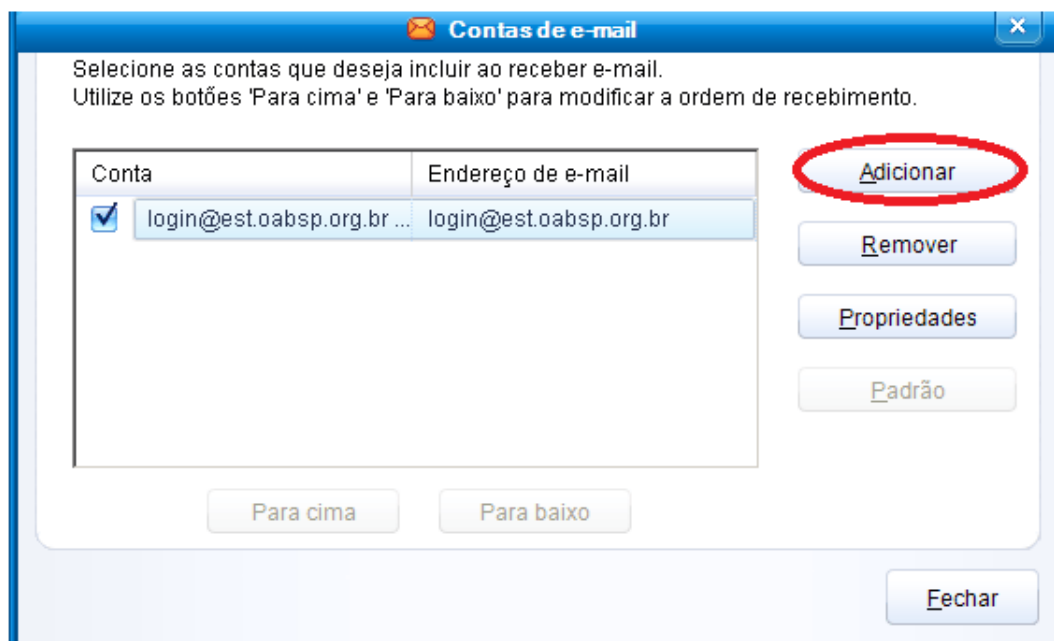 Contas de e-mail
Selecione as contas que deseja incluir ao receber e-mail.
Utilize os botões 'Para cima' e 'Para baixo' para modificar a ordem de recebimento.
Conta Endereço de e-mail
login@est.oabsp.org.br ... login@est.oabsp.org.br
Adicionar
Remover
Propriedades
Padrão
Para cima Para baixo
Fechar